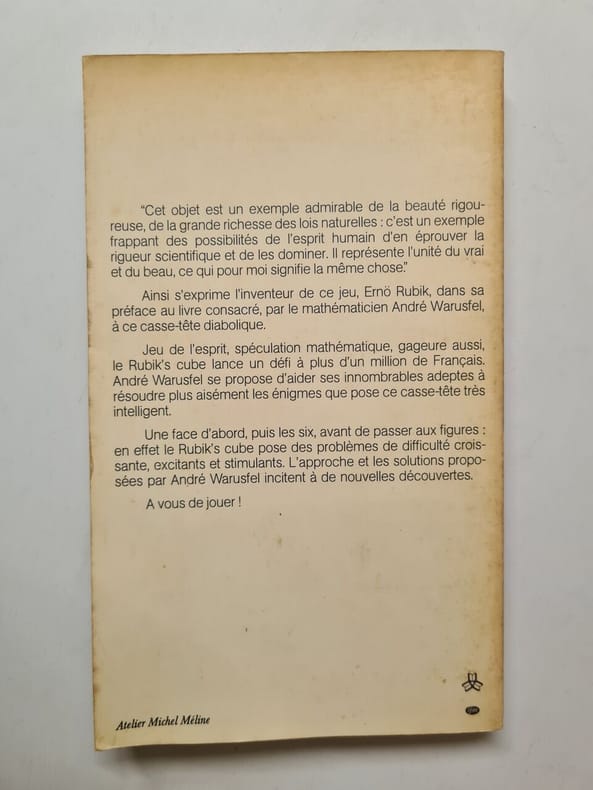 “Cet objet est un exemple admirable de la beauté rigou-
reuse, de la grande richesse des lois naturelles : c'est un exemple
frappant des possibilités de l'esprit humain d'en éprouver la
rigueur scientifique et de les dominer. Il représente l'unité du vrai
et du beau, ce qui pour moi signifie la même chose.”
Ainsi s'exprime l'inventeur de ce jeu, Ernö Rubik, dans sa
préface au livre consacré, par le mathématicien André Warusfel,
à ce casse-tête diabolique.
Jeu de l'esprit, spéculation mathématique, gageure aussi,
le Rubik's cube lance un défi à plus d'un million de Français.
André Warusfel se propose d'aider ses innombrables adeptes à
résoudre plus aisément les énigmes que pose ce casse-tête très
intelligent.
Une face d'abord, puis les six, avant de passer aux figures :
en effet le Rubik's cube pose des problèmes de difficulté crois-
sante, excitants et stimulants. L'approche et les solutions propo-
sées par André Warusfel incitent à de nouvelles découvertes.
A vous de jouer !
Atelier Michel Méline